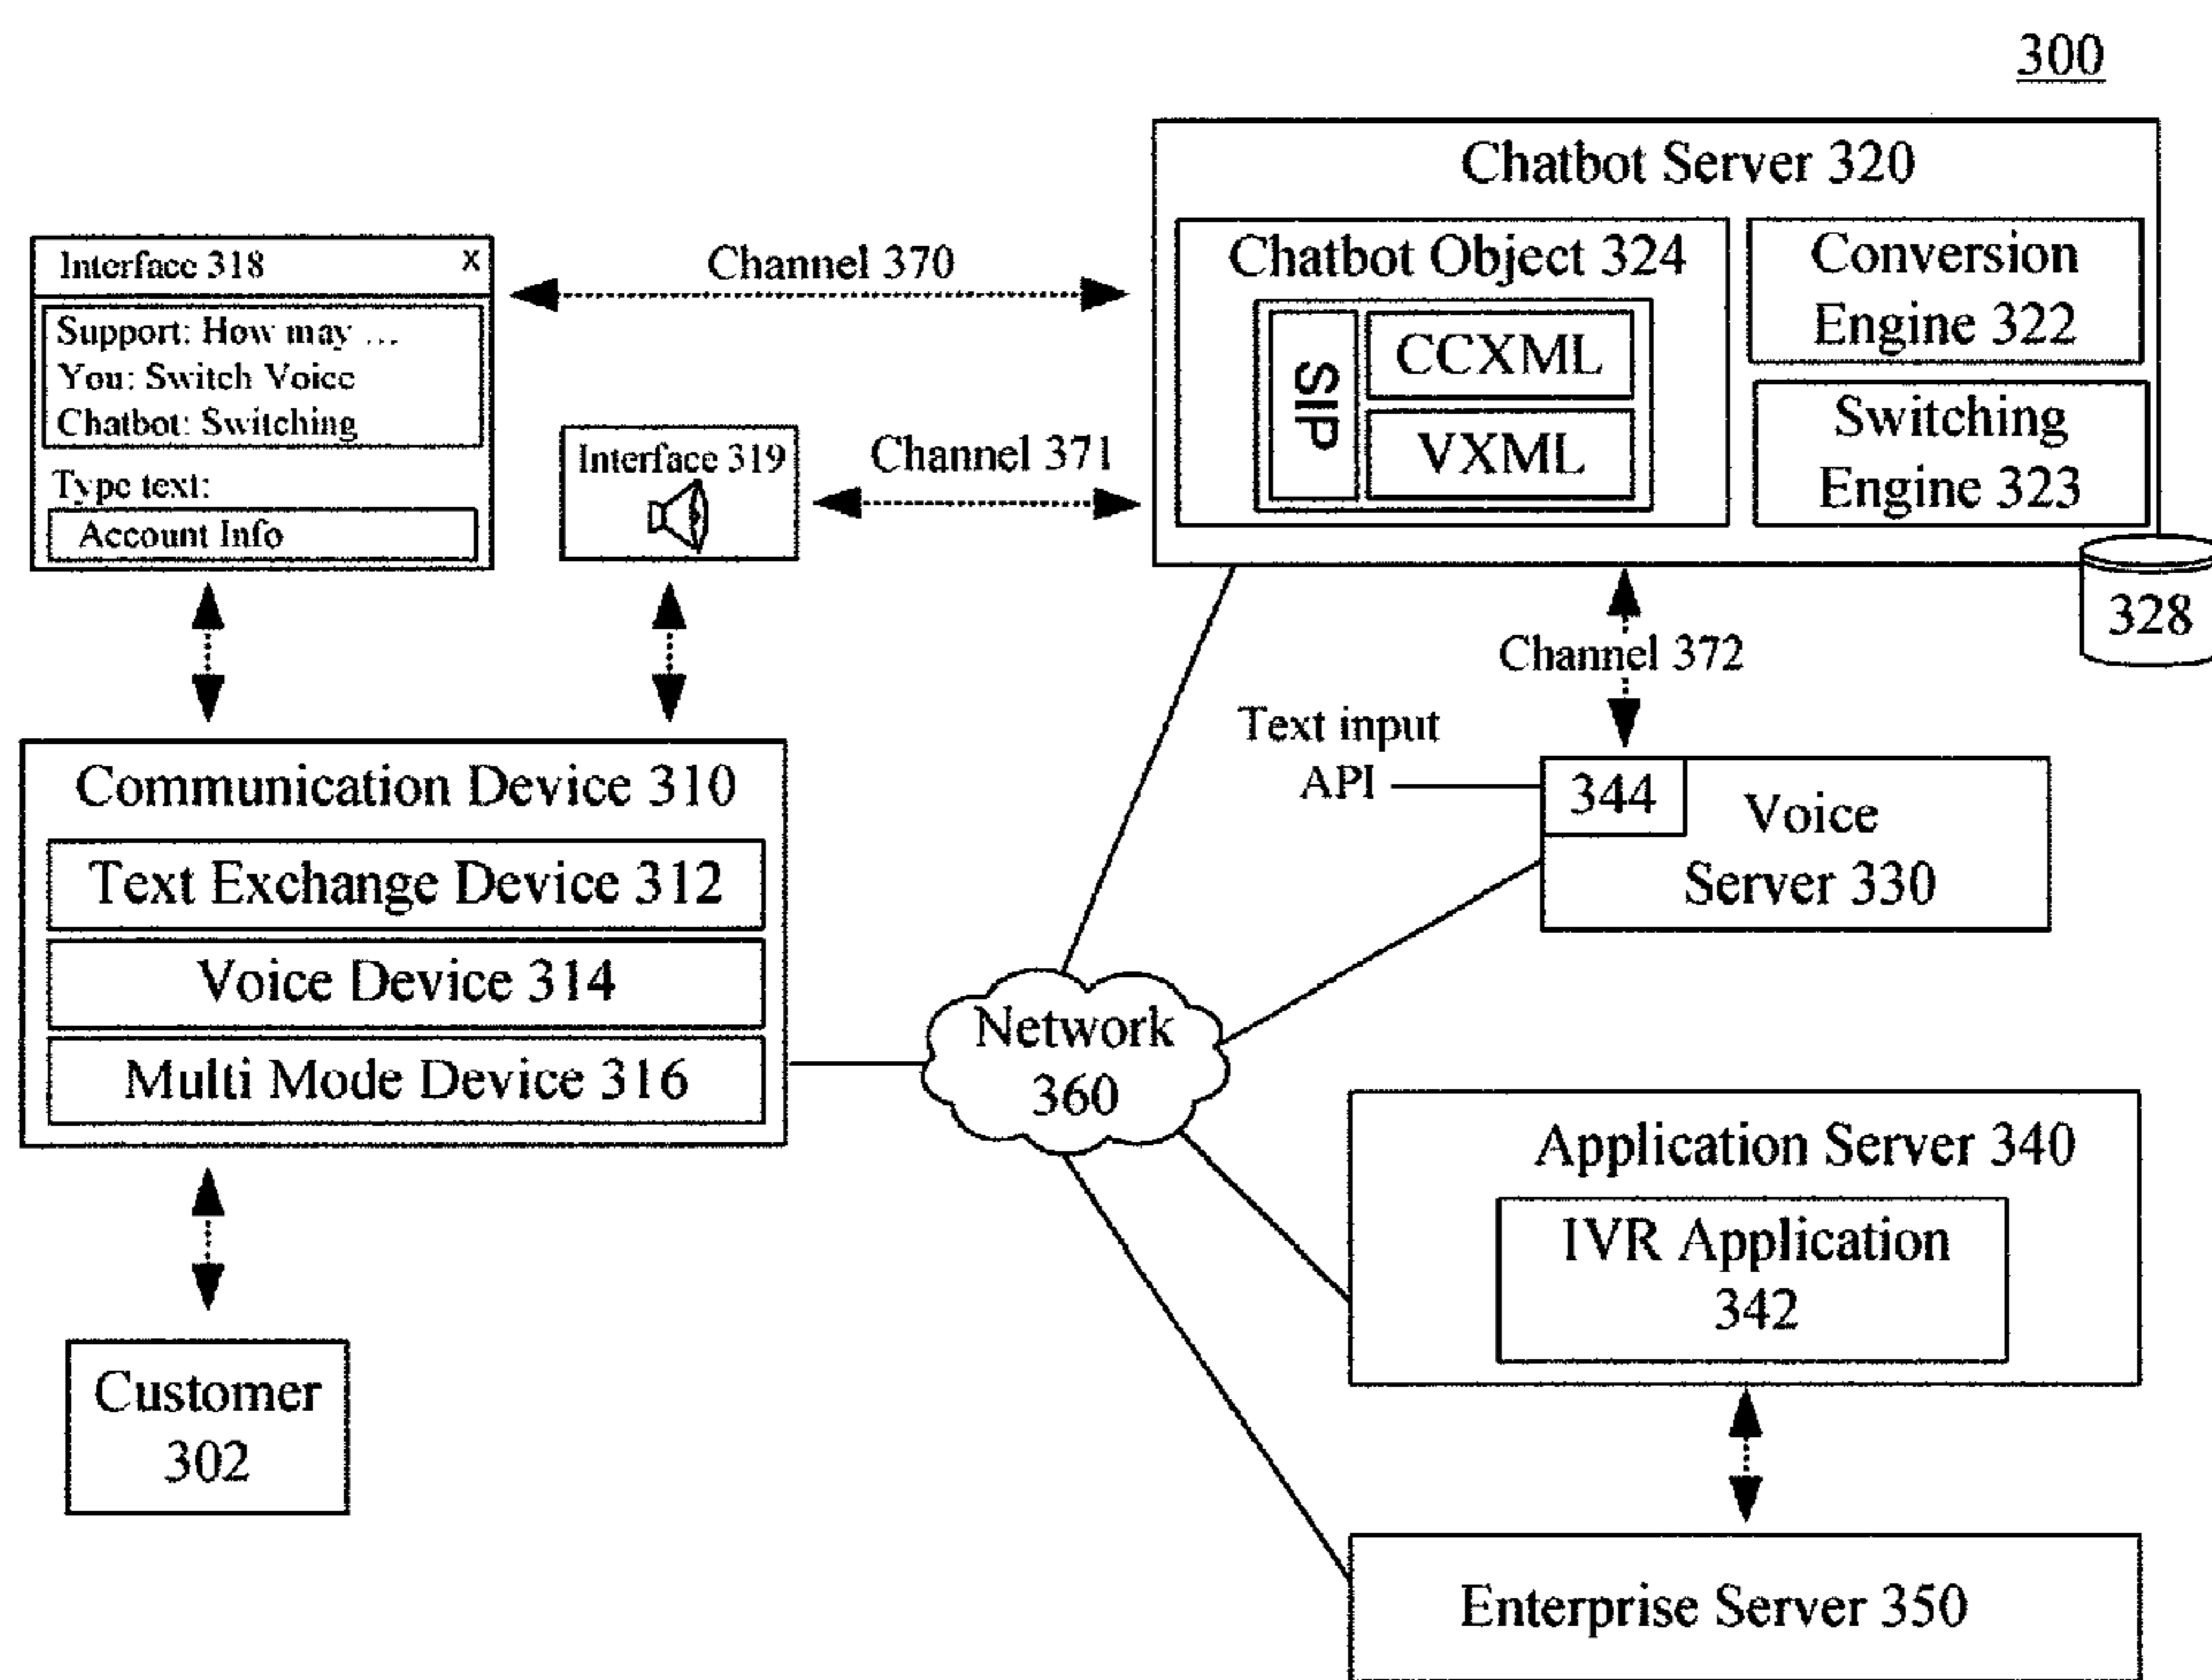 300
Chatbot Server 320
Chatbot Object 324
SIP
CCXML
VXML
Conversion
Engine 322
Switching
Engine 323
328
Interface 318 X
Support: How may ...
You: Switch Voice
Chatbot: Switching
Type text:
Account Info
Channel 370
Interface 319
Channel 371
Channel 372
Text input
API
344
Voice
Server 330
Communication Device 310
Text Exchange Device 312
Voice Device 314
Multi Mode Device 316
Network
360
Application Server 340
IVR Application
342
Customer
302
Enterprise Server 350